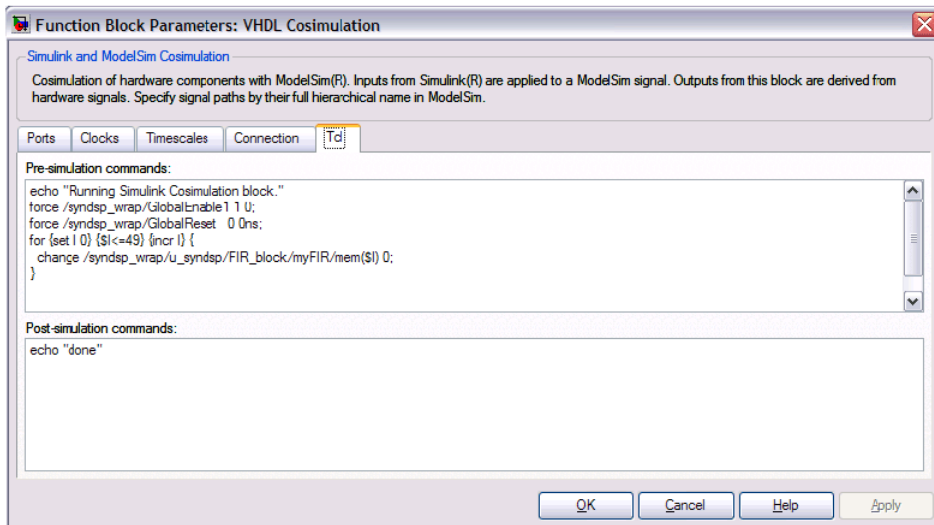 Function Block Parameters: VHDL Cosimulation
Simulink and ModelSim Cosimulation
Cosimulation of hardware components with ModelSim(R). Inputs from Simulink(R) are applied to a ModelSim signal. Outputs from this block are derived from
hardware signals. Specify signal paths by their full hierarchical name in ModelSim.
Ports Clocks Timescales Connection Tcl
Pre-simulation commands:
echo "Running Simulink Cosimulation block."
force /syndsp_wrap/GlobalEnable1 1 0;
force /syndsp_wrap/GlobalReset 0 0ns;
for {set I 0} {$I<=49} {incr I} {
change /syndsp_wrap/u_syndsp/FIR_block/myFIR/mem($I) 0;
}
Post-simulation commands:
echo "done"
OK Cancel Help Apply